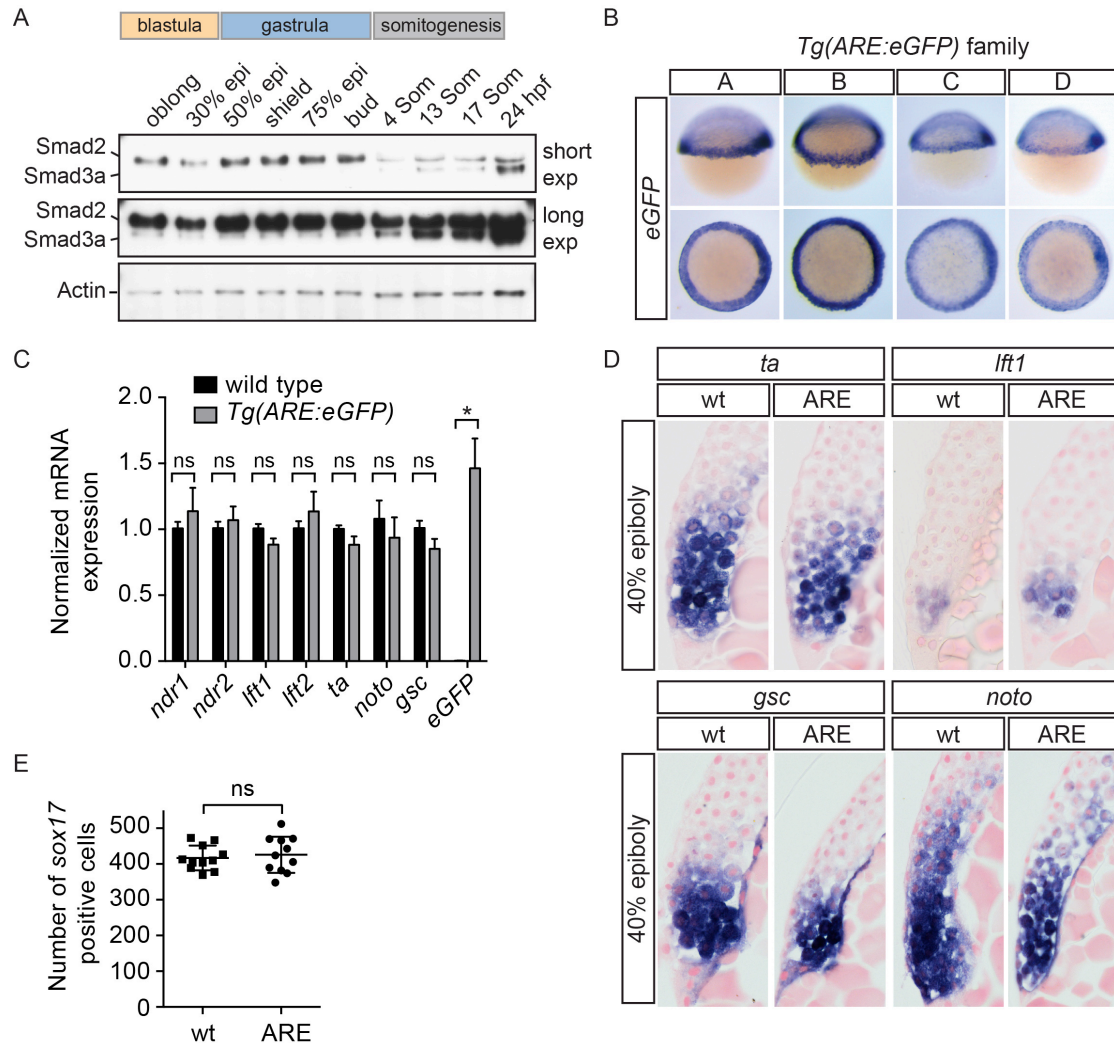 A
blastula gastrula somitogenesis
oblong 30% epi 50% epi shield 75% epi bud 4 Som 13 Som 17 Som 24 hpf
Smad2
Smad3a
short
exp
Smad2
Smad3a
long
exp
Actin
B
Tg(ARE:eGFP) family
A B C D
eGFP
C
wild type
Tg(ARE:eGFP)
Normalized mRNA
expression
2.0
1.5
1.0
0.5
0.0
ns ns ns ns ns ns ns *
ndr1 ndr2 lft1 lft2 ta noto gsc eGFP
D
ta lft1
wt ARE wt ARE
40% epiboly
gsc noto
wt ARE wt ARE
40% epiboly
E
Number of sox17
positive cells
ns
500
400
300
200
100
0
wt ARE